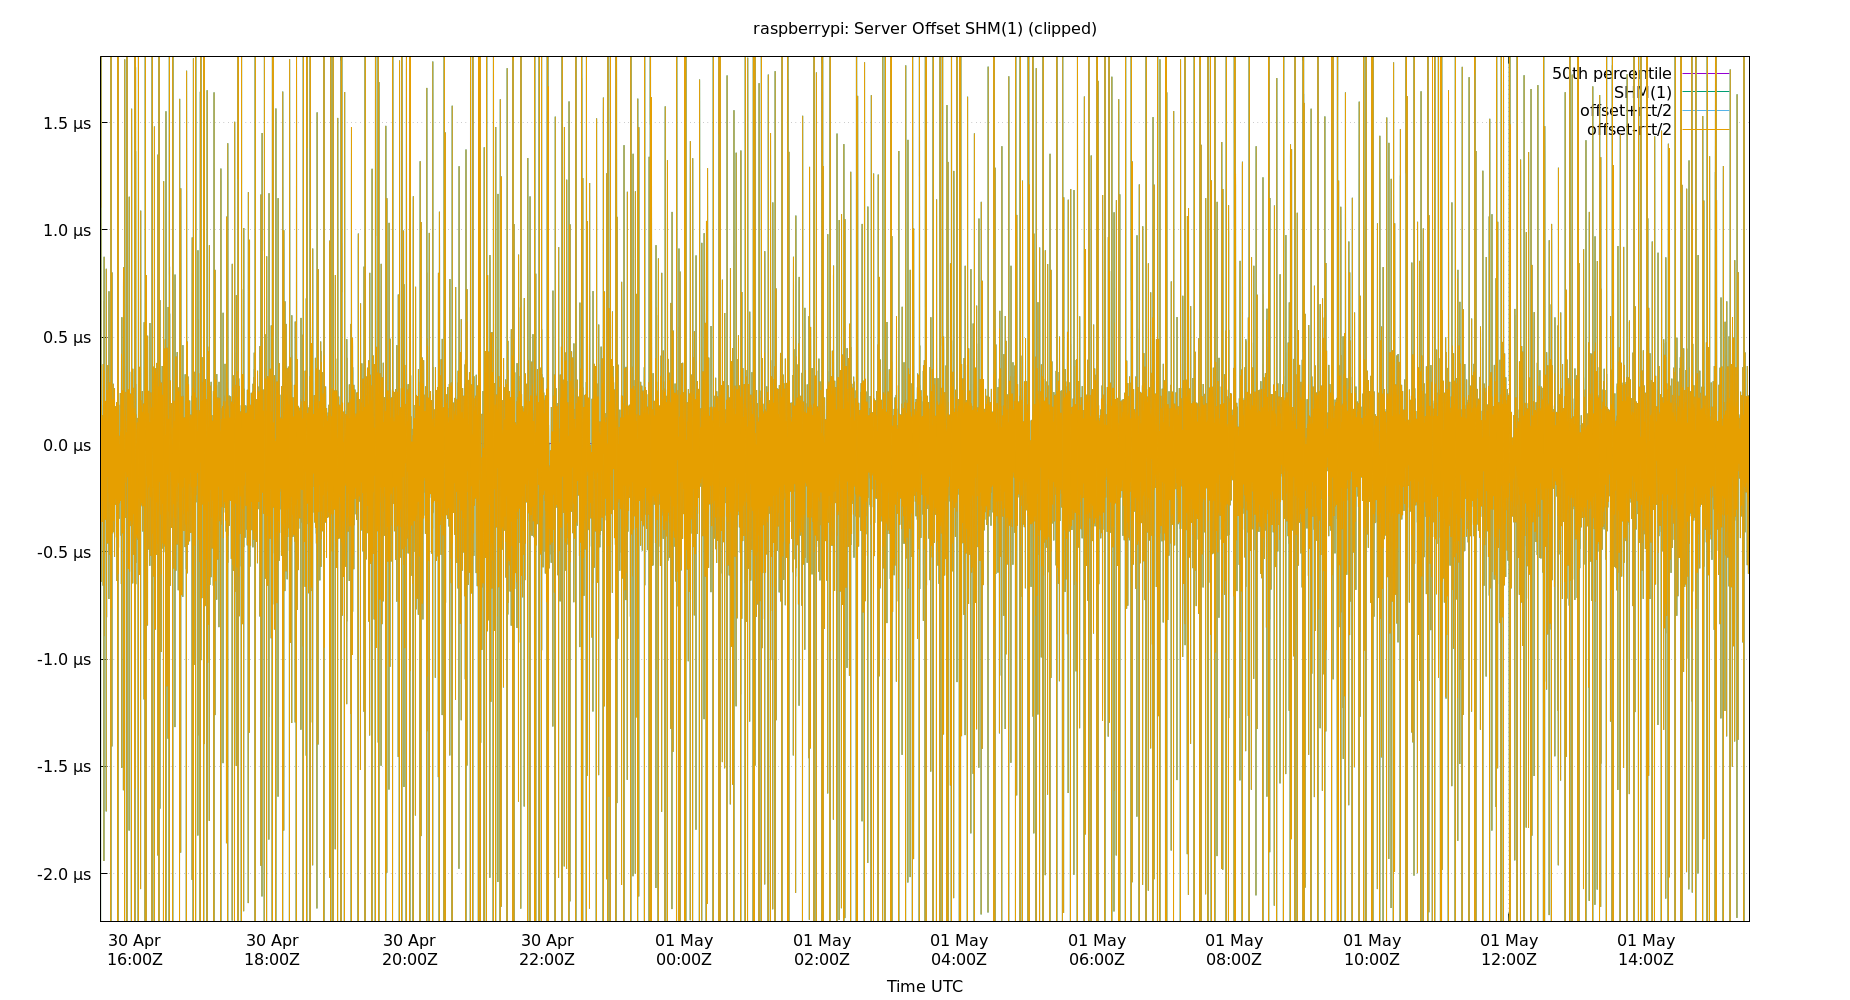 raspberrypi: Server Offset SHM(1) (clipped)
50th percentile
SHM(1)
offset+rtt/2
offset-rtt/2
1.5 µs
1.0 µs
0.5 µs
0.0 µs
-0.5 µs
-1.0 µs
-1.5 µs
-2.0 µs
30 Apr 30 Apr 30 Apr 30 Apr 01 May 01 May 01 May 01 May 01 May 01 May 01 May 01 May
16:00Z 18:00Z 20:00Z 22:00Z 00:00Z 02:00Z 04:00Z 06:00Z 08:00Z 10:00Z 12:00Z 14:00Z
Time UTC